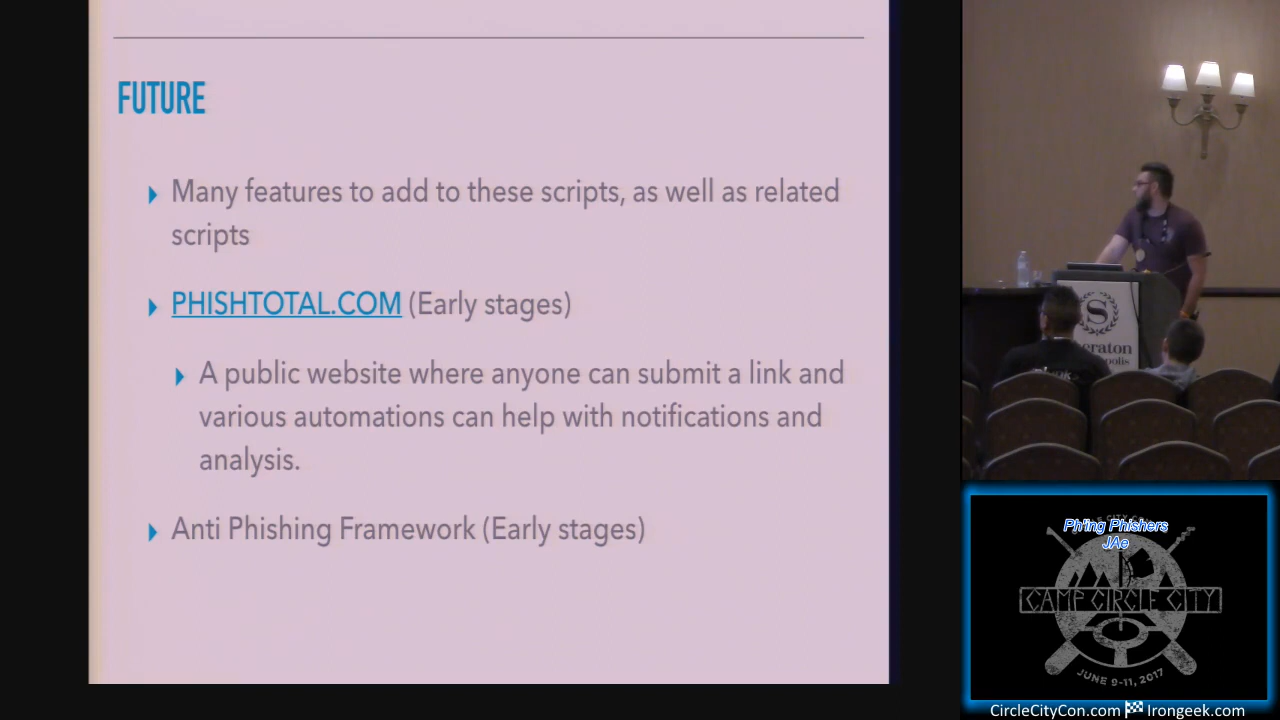 FUTURE
Many features to add to these scripts, as well as related
scripts
PHISHTOTAL.COM (Early stages)
A public website where anyone can submit a link and
various automations can help with notifications and
analysis.
Anti Phishing Framework (Early stages)
S
Ph'ing Phishers
JAe
CAMP CIRCLE CITY
JUNE 9-11, 2017
CircleCityCon.com Irongeek.com